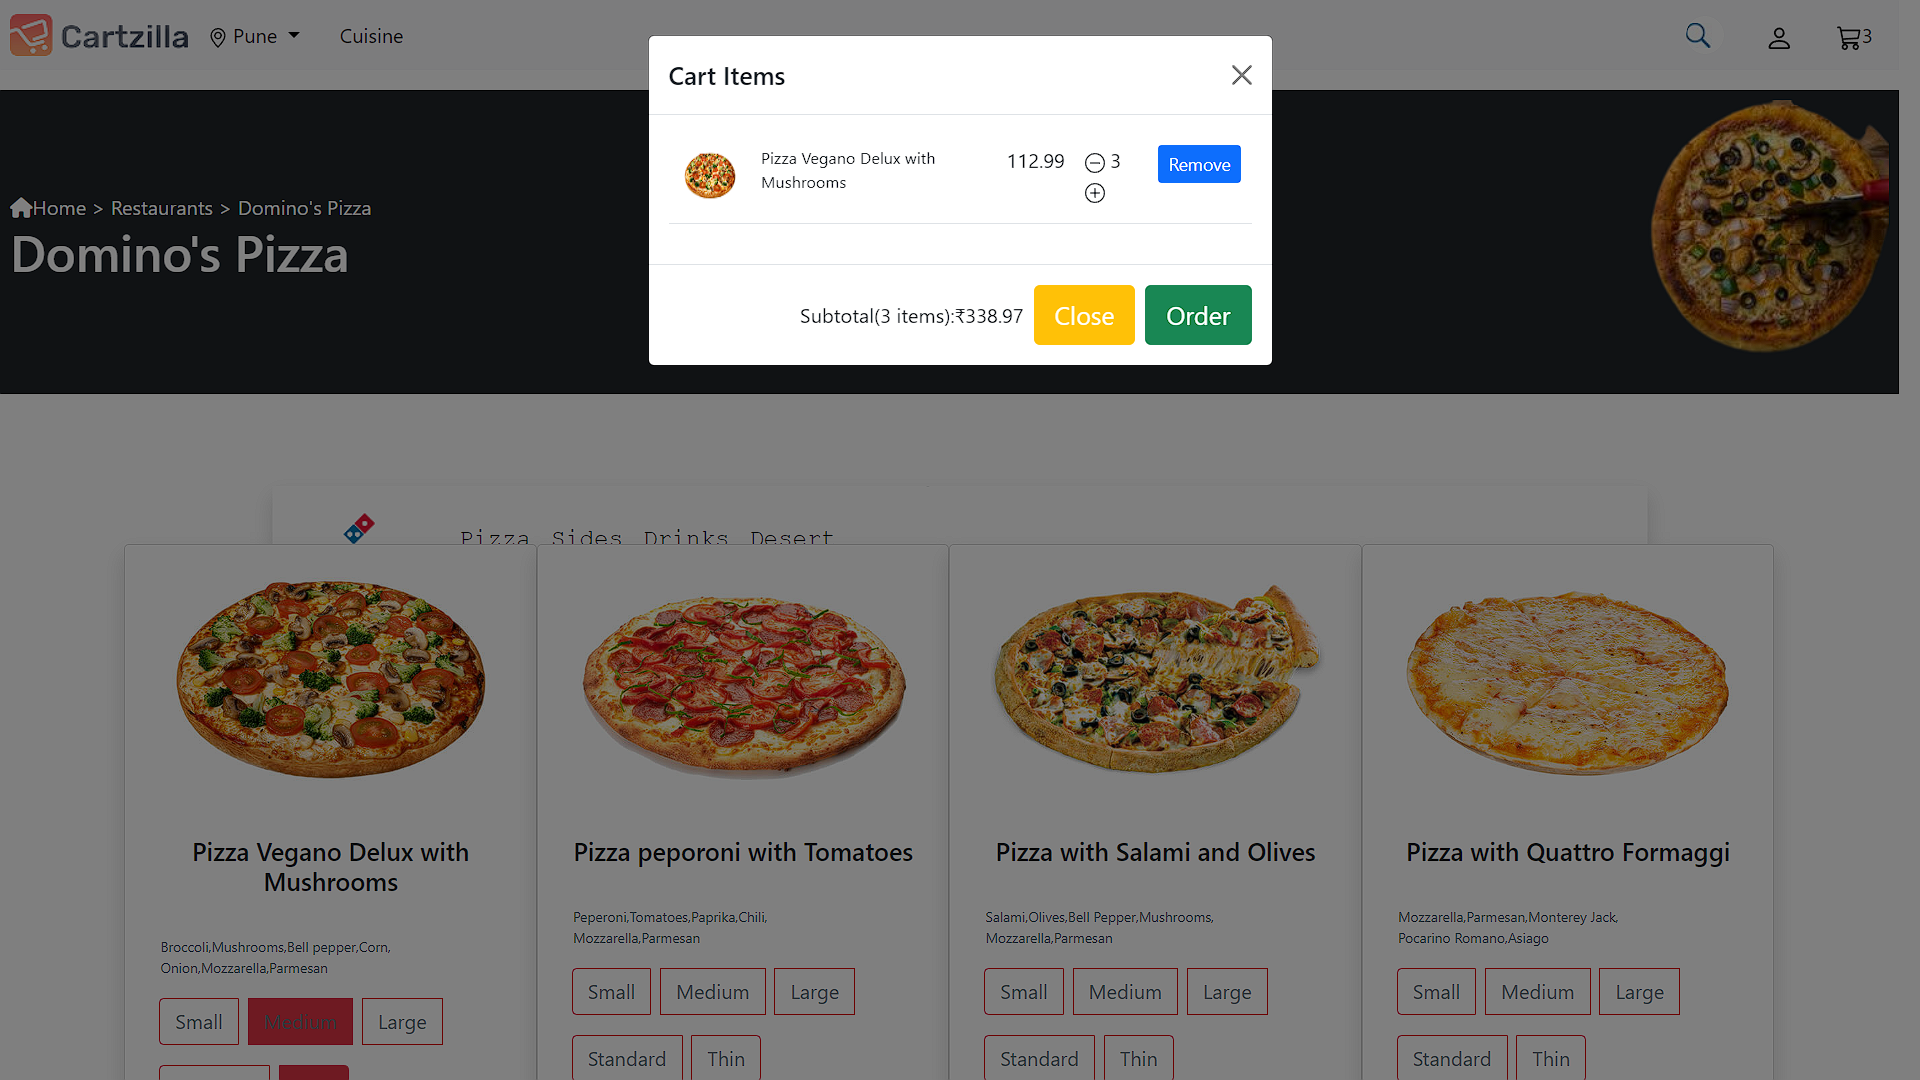 Cartzilla
Pune
Cuisine
3
Cart Items
Pizza Vegano Delux with
Mushrooms
112.99
3
Remove
Subtotal(3 items):₹338.97
Close
Order
Home > Restaurants > Domino's Pizza
Domino's Pizza
Pizza Sides Drinks Desert
Pizza Vegano Delux with
Mushrooms
Broccoli,Mushrooms,Bell pepper,Corn,
Onion,Mozzarella,Parmesan
Small Medium Large
Pizza peporoni with Tomatoes
Peperoni,Tomatoes,Paprika,Chili,
Mozzarella,Parmesan
Small Medium Large
Standard Thin
Pizza with Salami and Olives
Salami,Olives,Bell Pepper,Mushrooms,
Mozzarella,Parmesan
Small Medium Large
Standard Thin
Pizza with Quattro Formaggi
Mozzarella,Parmesan,Monterey Jack,
Pocarino Romano,Asiago
Small Medium Large
Standard Thin